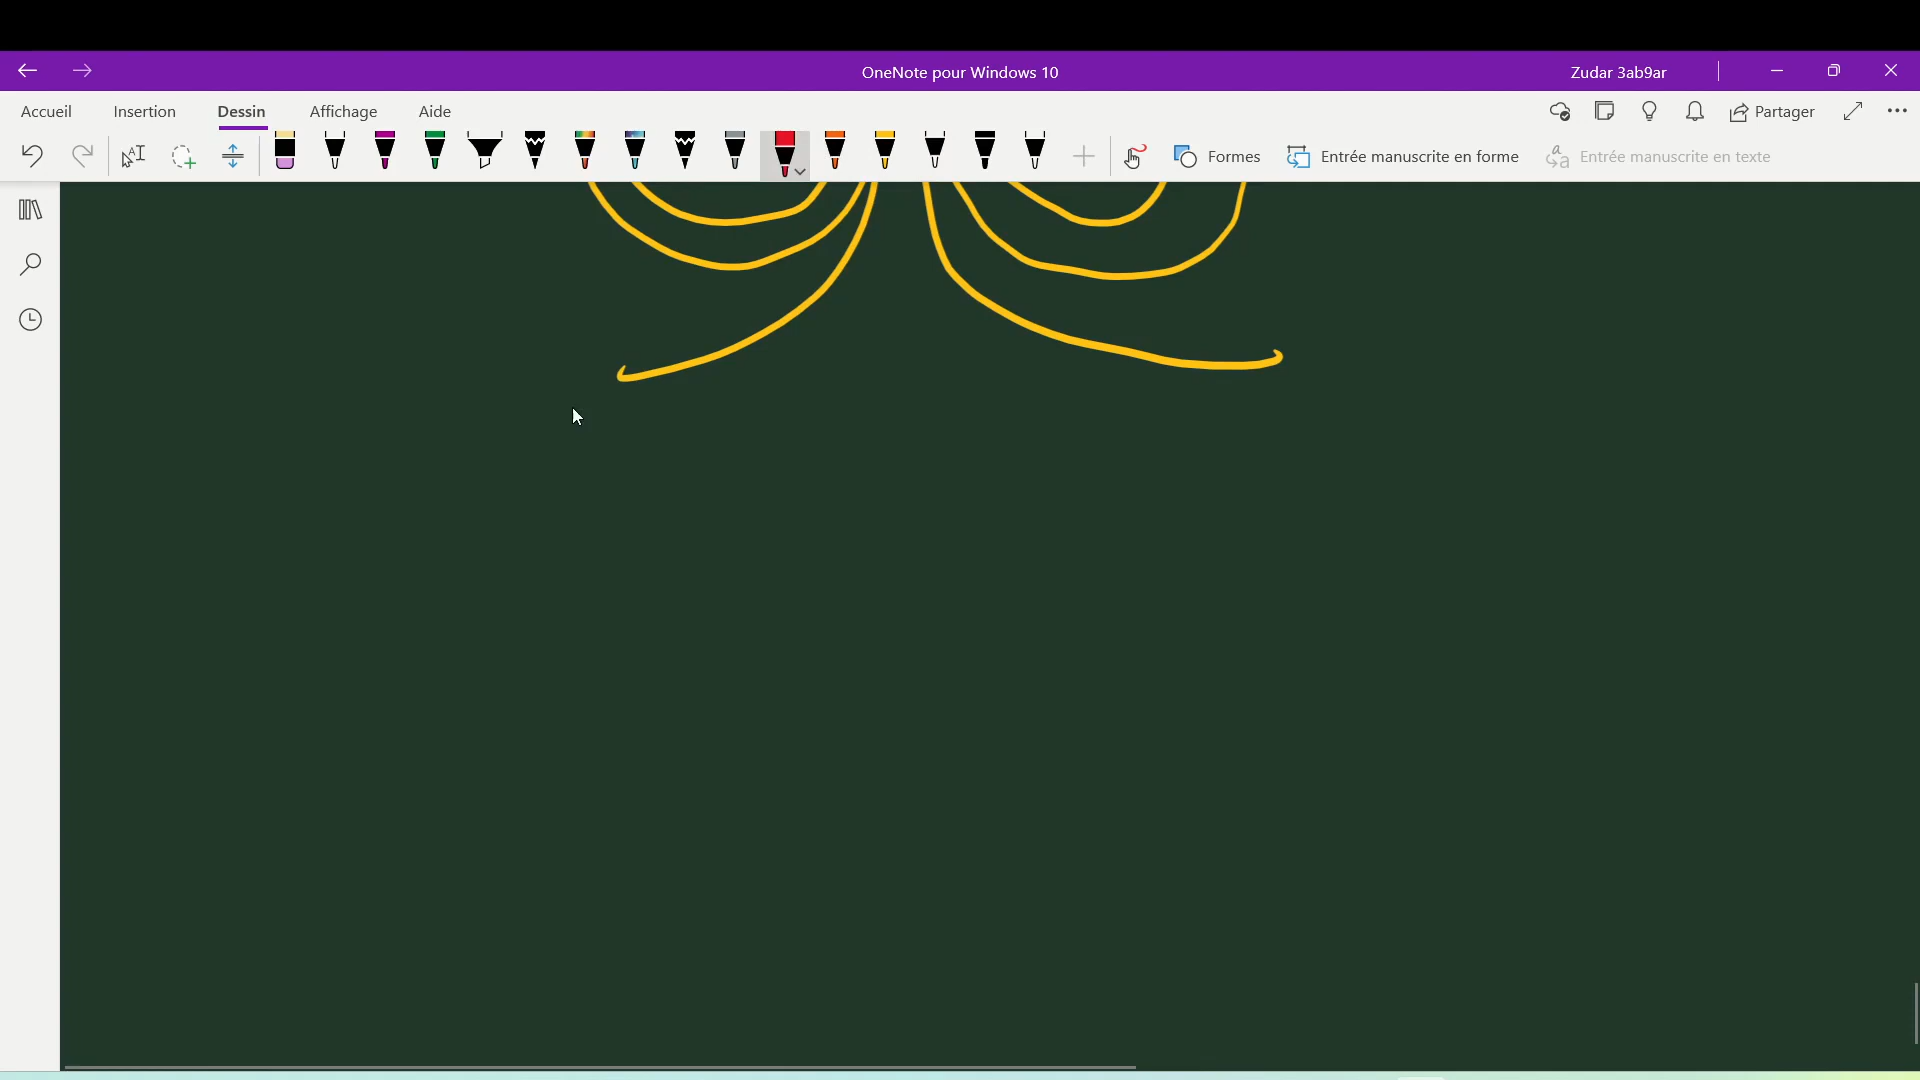 OneNote pour Windows 10
Zudar 3ab9ar
Accueil
Insertion
Dessin
Affichage
Aide
Partager
Formes
Entrée manuscrite en forme
Entrée manuscrite en texte